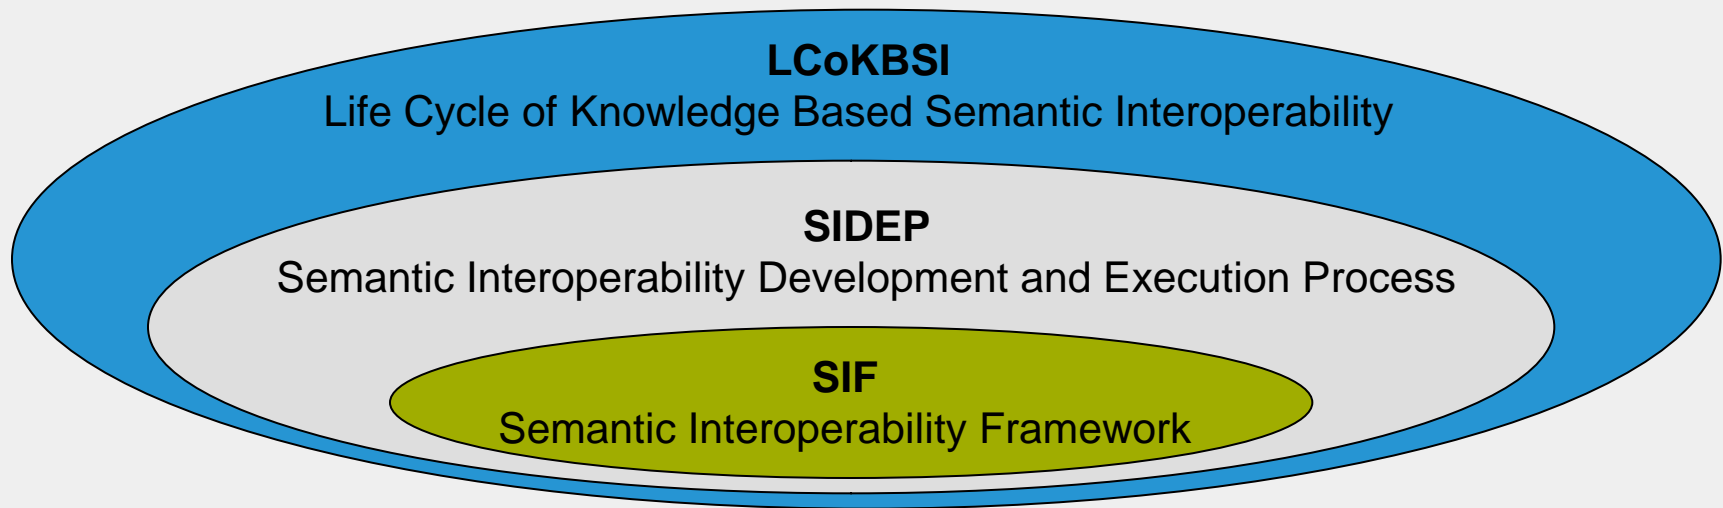 LCoKBSI
Life Cycle of Knowledge Based Semantic Interoperability
SIDEP
Semantic Interoperability Development and Execution Process
SIF
Semantic Interoperability Framework